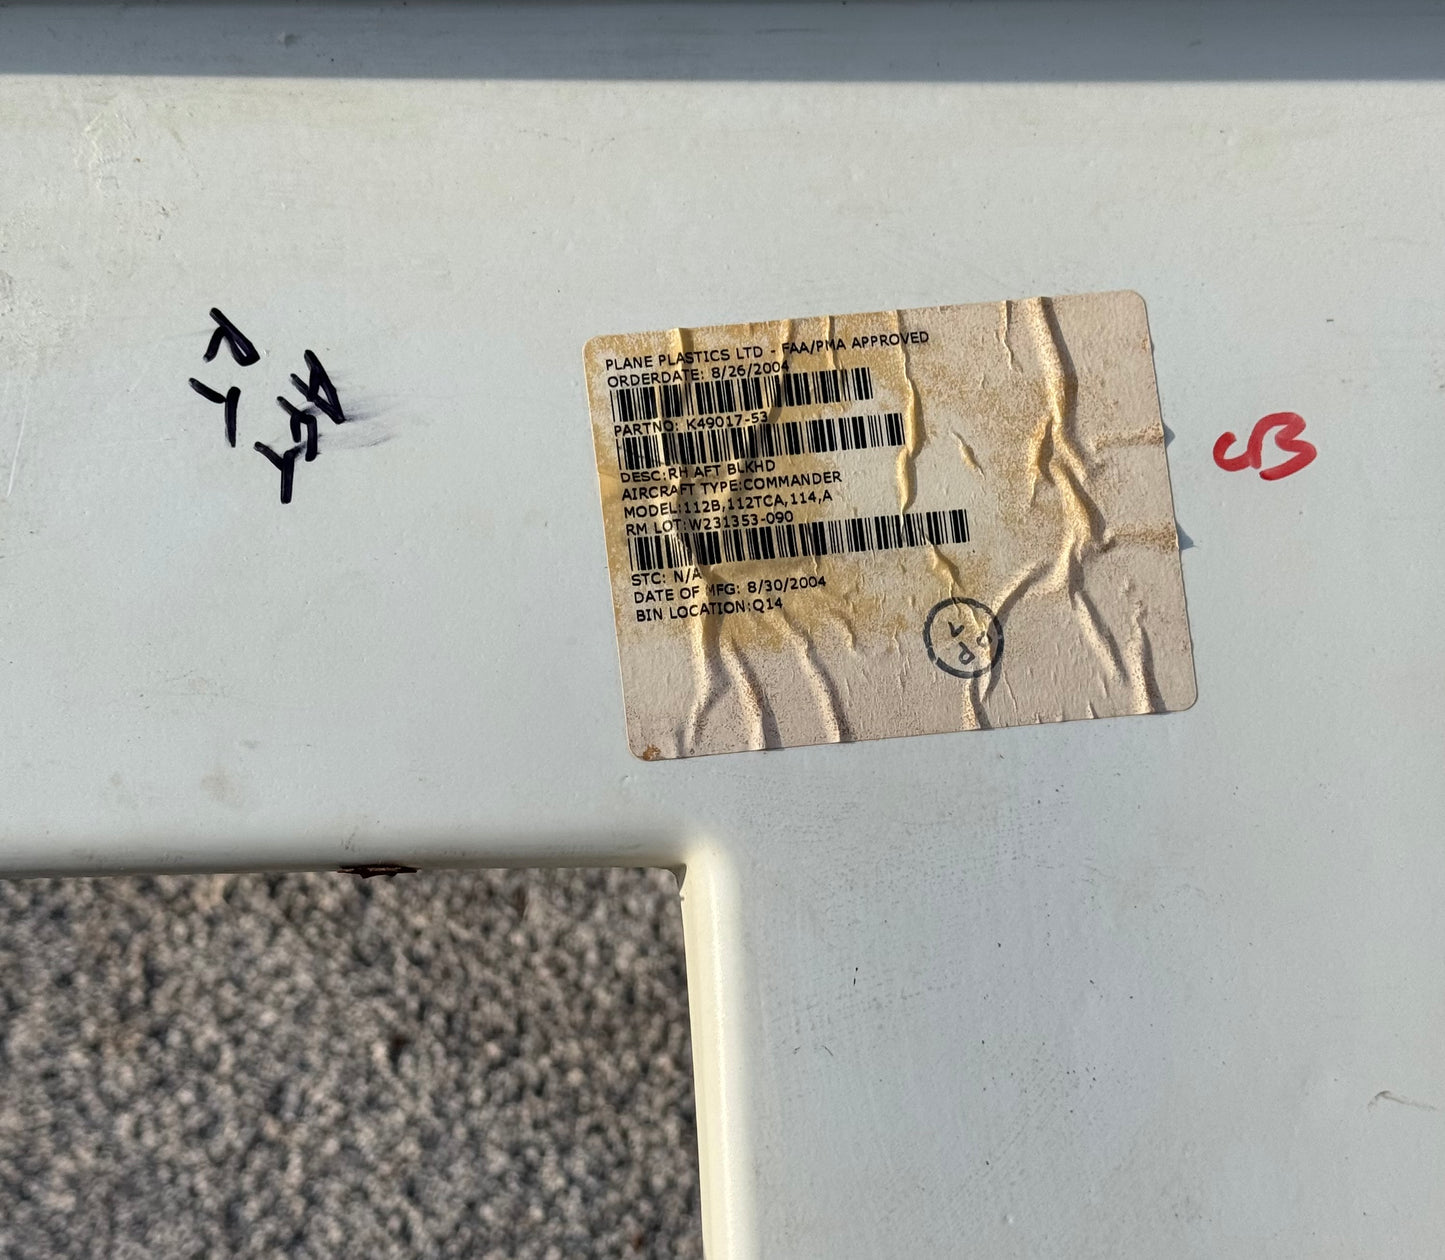 PLANE PLASTICS LTD - FAA/PMA APPROVED
ORDERDATE: 8/26/2004
PARTNO: K49017-53
DESC:RH AFT BLKHD
AIRCRAFT TYPE:COMMANDER
MODEL:112B,112TCA,114,A
RM LOT:W231353-090
STC: N/A
DATE OF MFG: 8/30/2004
BIN LOCATION:Q14
CB